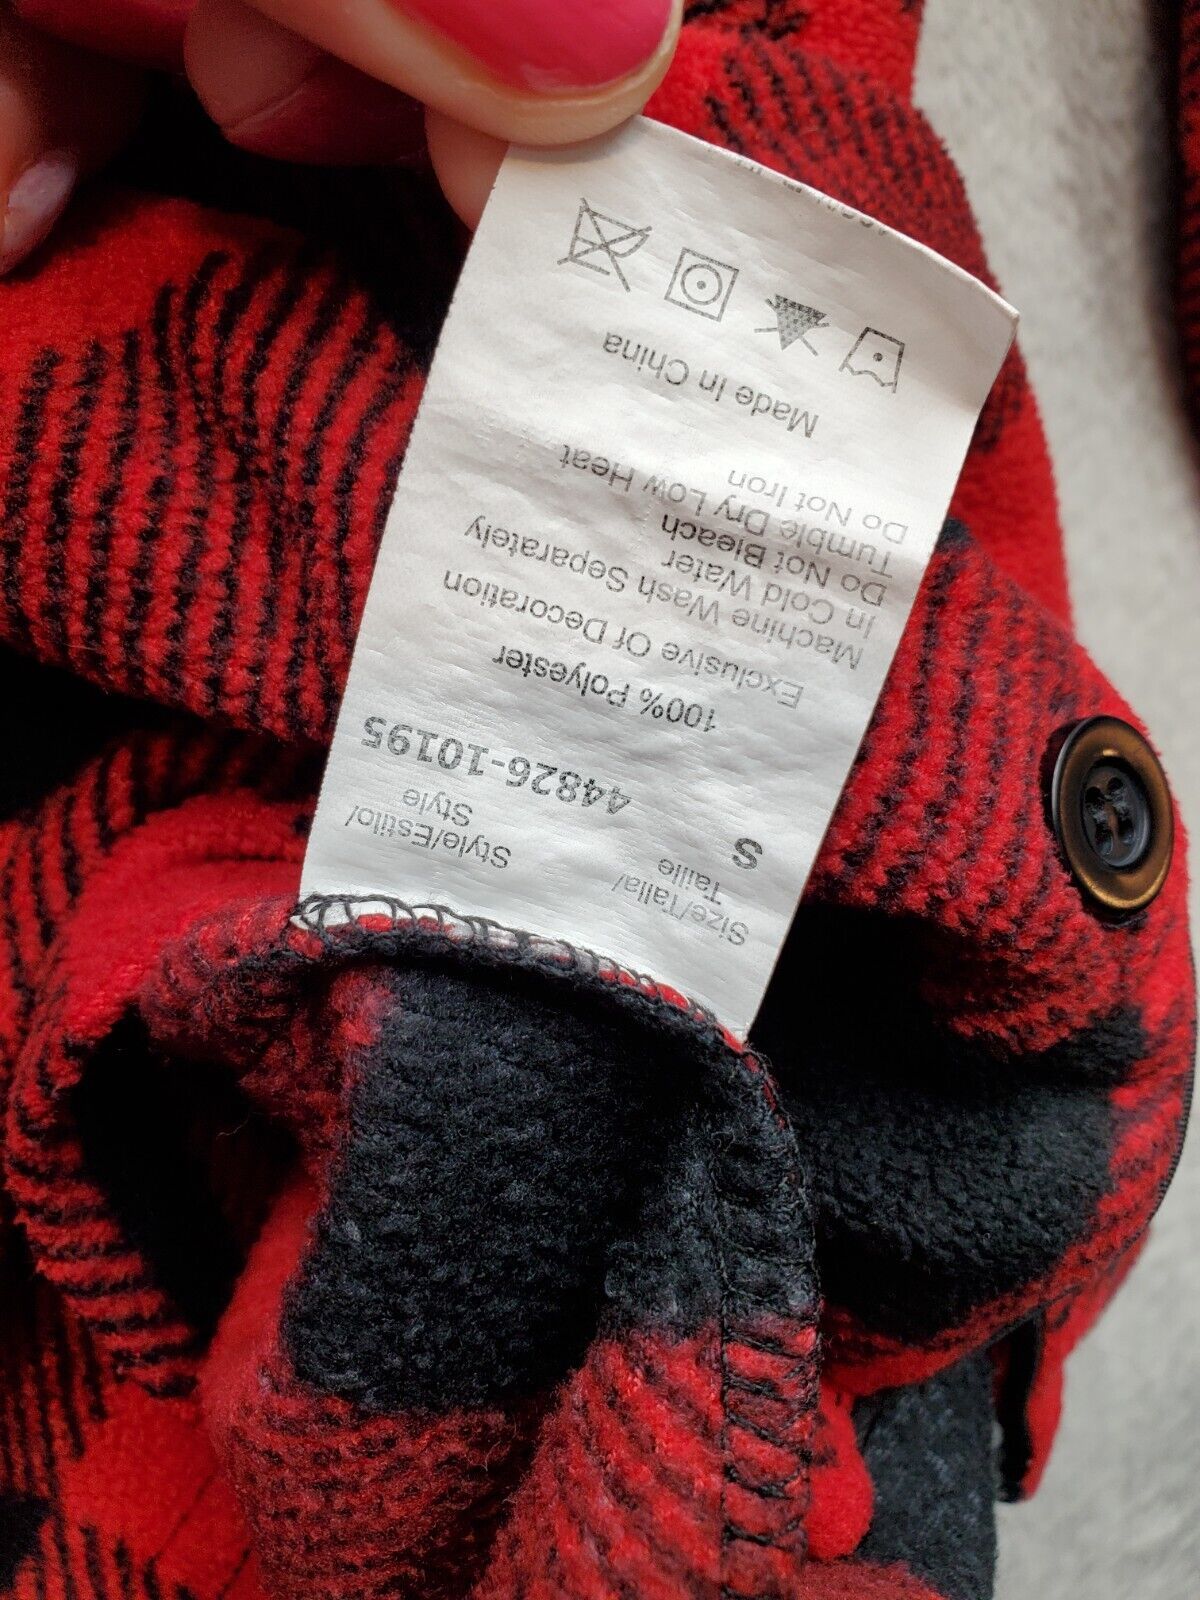 Size/Talla/
Taille
S
Style/Estilo/
Style
44826-10195
100% Polyester
Exclusive Of Decoration
Machine Wash Separately
In Cold Water
Do Not Bleach
Tumble Dry Low Heat
Do Not Iron
Made In China